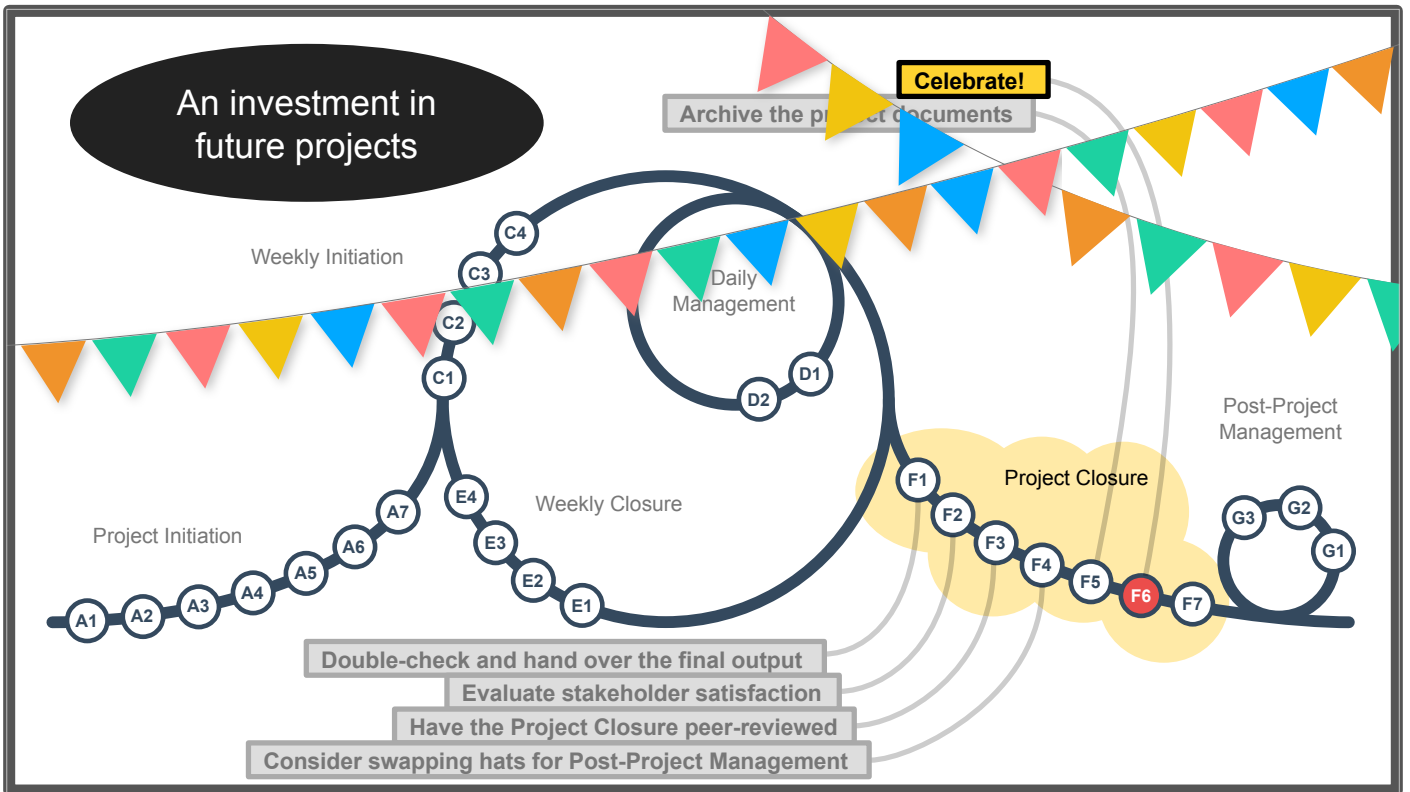 An investment in
future projects
Celebrate!
Archive the project documents
Weekly Initiation
C4
C3
C2
C1
Daily
Management
D1
D2
Post-Project
Management
Project Initiation
A1
A2
A3
A4
A5
A6
A7
Weekly Closure
E4
E3
E2
E1
Project Closure
F1
F2
F3
F4
F5
F6
F7
G3
G2
G1
Double-check and hand over the final output
Evaluate stakeholder satisfaction
Have the Project Closure peer-reviewed
Consider swapping hats for Post-Project Management